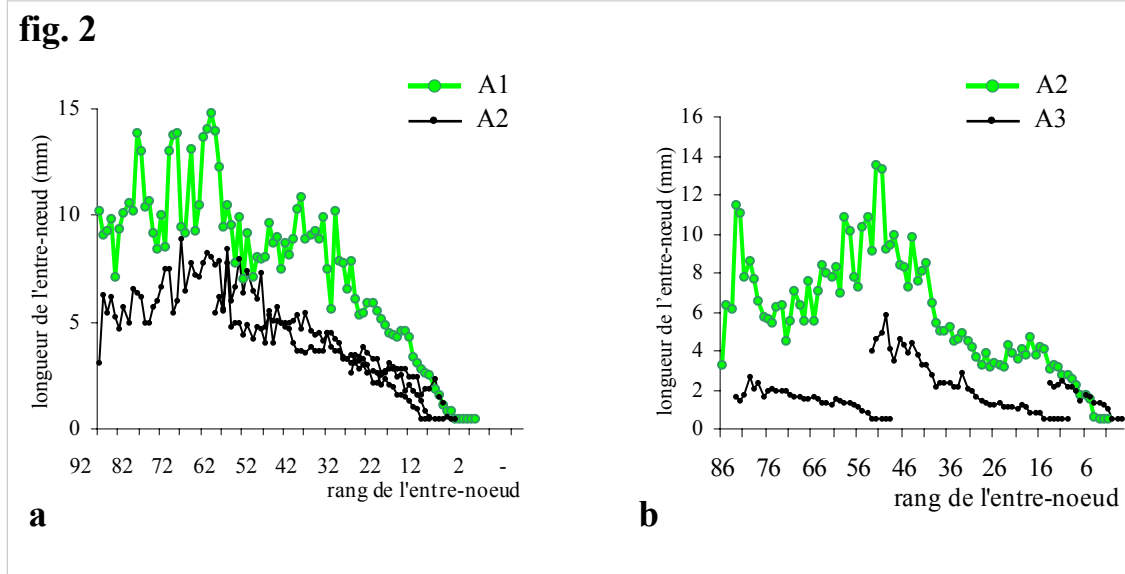 fig. 2
A1
A2
15
10
5
0
longueur de l'entre-nœud (mm)
92 82 72 62 52 42 32 22 12 2 -
rang de l'entre-noeud
a
A2
A3
16
14
12
10
8
6
4
2
0
longueur de l'entre-nœud (mm)
86 76 66 56 46 36 26 16 6
rang de l'entre-noeud
b